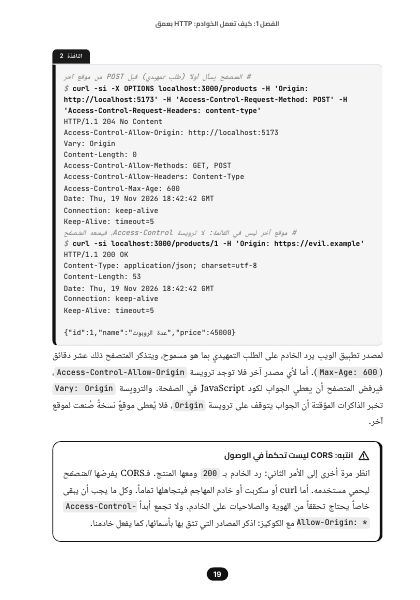 الفصل 1: كيف تعمل الخوادم: HTTP بعمق
النافذة 2
# المتصفح يسأل أولاً (طلب تمهيدي) قبل POST من موقع آخر
$ curl -si -X OPTIONS localhost:3000/products -H 'Origin:
http://localhost:5173' -H 'Access-Control-Request-Method: POST' -H
'Access-Control-Request-Headers: content-type'
HTTP/1.1 204 No Content
Access-Control-Allow-Origin: http://localhost:5173
Vary: Origin
Content-Length: 0
Access-Control-Allow-Methods: GET, POST
Access-Control-Allow-Headers: Content-Type
Access-Control-Max-Age: 600
Date: Thu, 19 Nov 2026 18:42:42 GMT
Connection: keep-alive
Keep-Alive: timeout=5
# موقع آخر ليس في القائمة: لا ترويسة Access-Control، فيمنعه المتصفح
$ curl -si localhost:3000/products/1 -H 'Origin: https://evil.example'
HTTP/1.1 200 OK
Content-Type: application/json; charset=utf-8
Content-Length: 53
Date: Thu, 19 Nov 2026 18:42:42 GMT
Connection: keep-alive
Keep-Alive: timeout=5
{"id":1,"name":"عدة الروبوت","price":45000}
لمصدر تطبيق الويب يرد الخادم على الطلب التمهيدي بما هو مسموح، ويتذكر المتصفح ذلك عشر دقائق
(Max-Age: 600). أما لأي مصدر آخر فلا توجد ترويسة Access-Control-Allow-Origin،
فيرفض المتصفح أن يعطي الجواب لكود JavaScript في الصفحة. والترويسة Vary: Origin
تخبر الذاكرات المؤقتة أن الجواب يتوقف على ترويسة Origin، فلا يُعطى موقعٌ نسخةً صُنعت لموقع
آخر.
انتبه: CORS ليست تحكماً في الوصول
انظر مرة أخرى إلى الأمر الثاني: رد الخادم بـ 200 ومعها المنتج. فـCORS يفرضها المتصفح
ليحمي مستخدمه. أما curl أو سكربت أو خادم المهاجم فيتجاهلها تماماً. وكل ما يجب أن يبقى
خاصاً يحتاج تحققاً من الهوية والصلاحيات على الخادم. ولا تجمع أبداً Access-Control-
Allow-Origin: * مع الكوكيز: اذكر المصادر التي تثق بها بأسمائها، كما يفعل خادمنا.
19